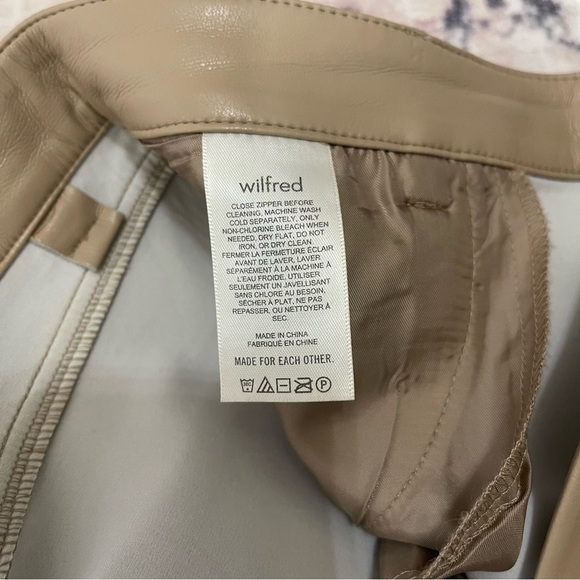 wilfred
CLOSE ZIPPER BEFORE
CLEANING, MACHINE WASH
COLD SEPARATELY, ONLY
NON-CHLORINE BLEACH WHEN
NEEDED, DRY FLAT, DO NOT
IRON, OR DRY CLEAN
FERMER LA FERMETURE ÉCLAIR
AVANT DE LAVER, LAVER
SÉPARÉMENT À LA MACHINE À
L'EAU FROIDE, UTILISER
SEULEMENT UN JAVELLISANT
SANS CHLORE AU BESOIN,
SÉCHER À PLAT, NE PAS
REPASSER, OU NETTOYER À
SEC.
MADE IN CHINA
FABRIQUÉ EN CHINE
MADE FOR EACH OTHER.
P